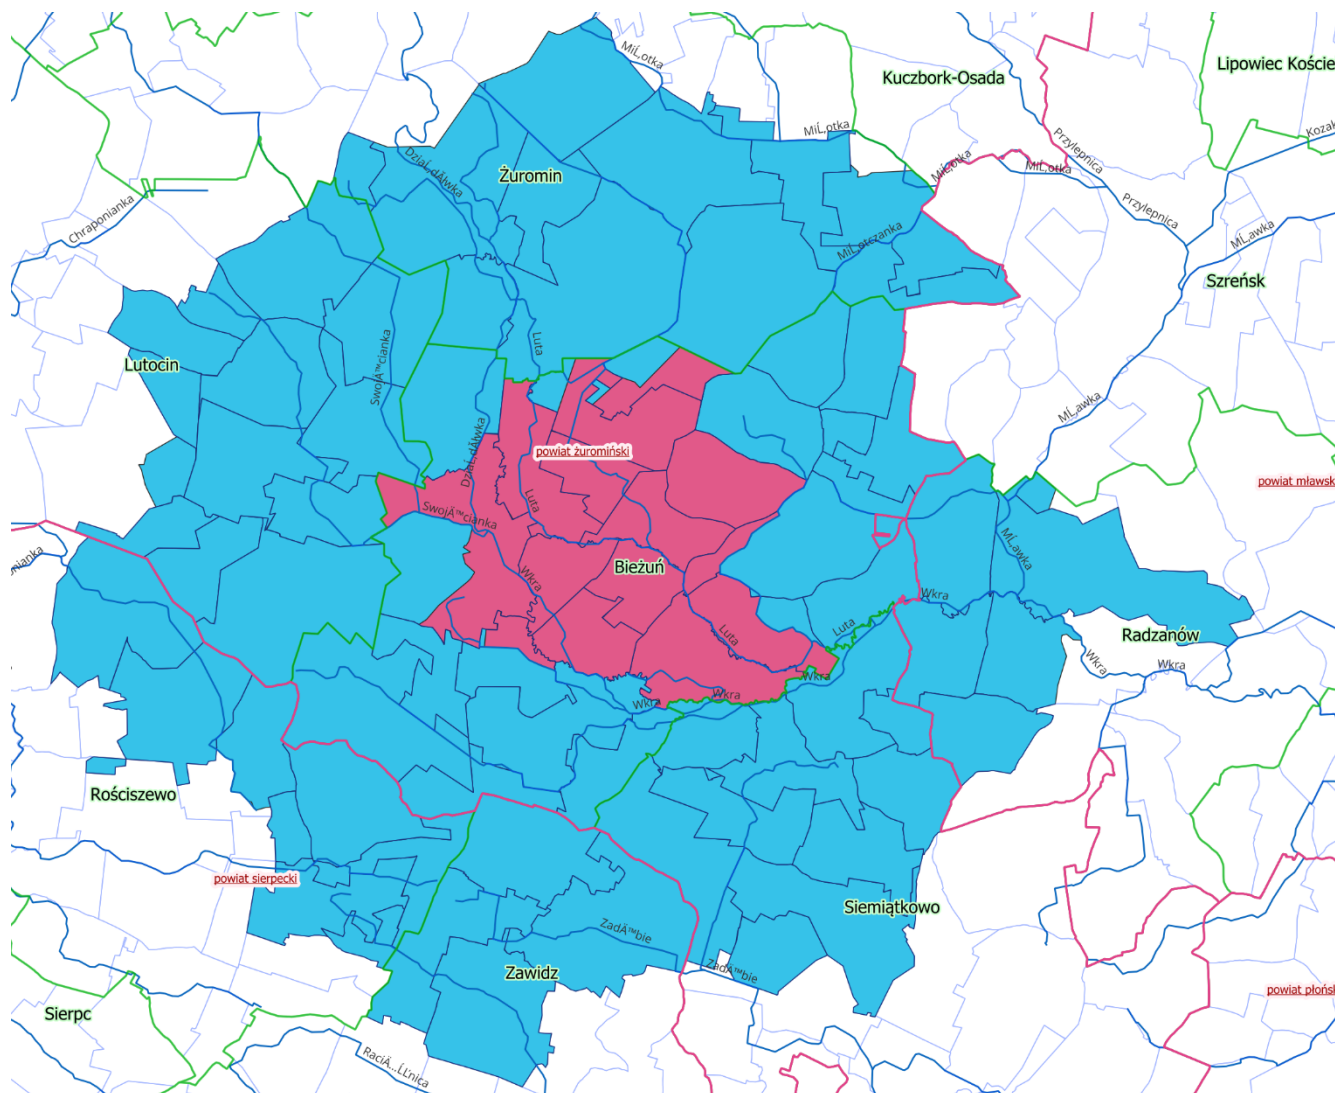 MiĹ‚otka
Kuczbork-Osada
Lipowiec Koście
MiĹ‚otka
Przylepnica
Kozak
DziaĹ‚dĂłwka
Żuromin
MiĹ‚otka
MiĹ‚otka
Przylepnica
Chraponianka
MiĹ‚otczanka
MĹ‚awka
Szreńsk
Luta
SwojÄ™cianka
Lutocin
MĹ‚awka
DziaĹ‚dĂłwka
powiat żuromiński
powiat mławsk
Luta
SwojÄ™cianka
MĹ‚awka
nianka
Bieżuń
Wkra
Wkra
Luta
Luta
Radzanów
Wkra
Wkra
Wkra
Wkra
Wkra
Rościszewo
powiat sierpecki
Siemiątkowo
ZadÄ™bie
Zawidz
ZadÄ™bie
powiat płońsk
Sierpc
RaciÄ…ĹĽnica